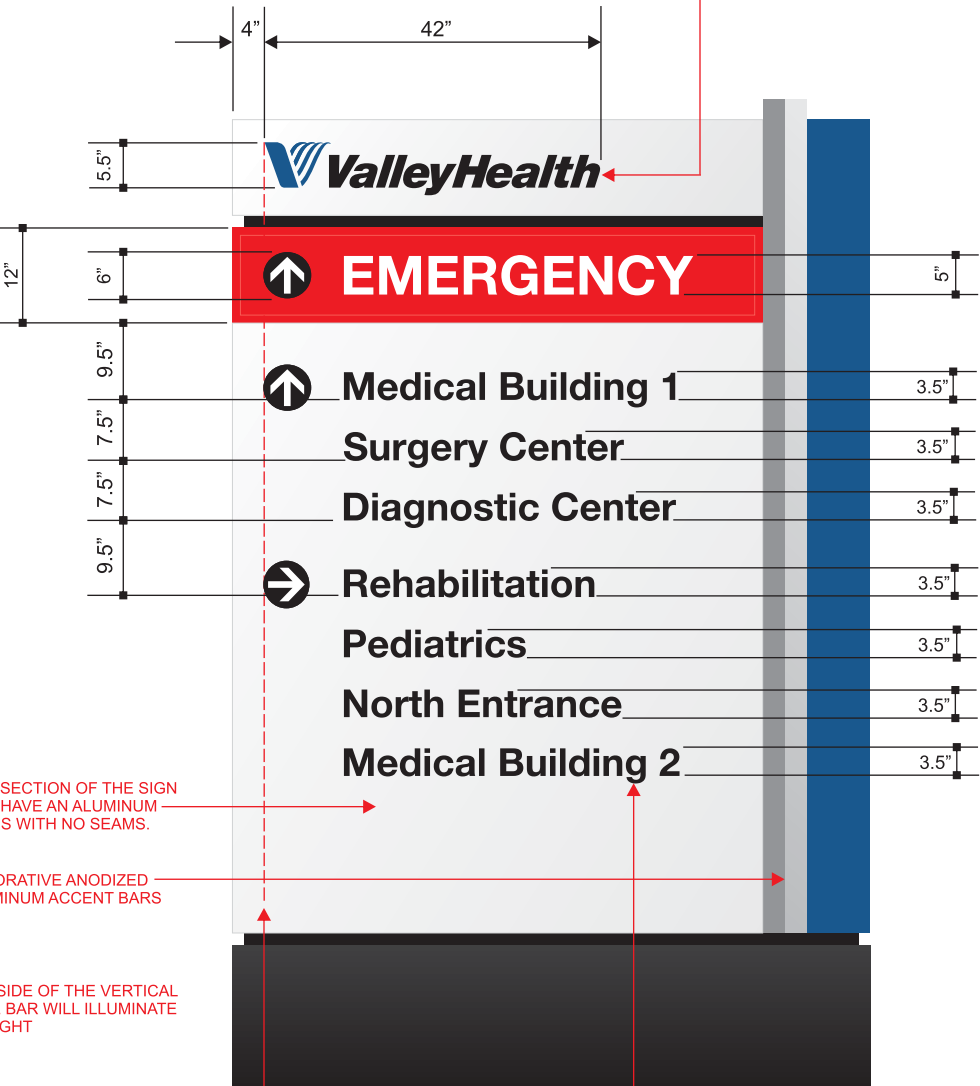 4”
42”
5.5”
ValleyHealth
12”
6”
EMERGENCY
5”
9.5”
Medical Building 1
3.5”
7.5”
Surgery Center
3.5”
7.5”
Diagnostic Center
3.5”
9.5”
Rehabilitation
3.5”
Pediatrics
3.5”
North Entrance
3.5”
Medical Building 2
3.5”
SECTION OF THE SIGN
HAVE AN ALUMINUM
S WITH NO SEAMS.
ORATIVE ANODIZED
MINUM ACCENT BARS
SIDE OF THE VERTICAL
BAR WILL ILLUMINATE
GHT